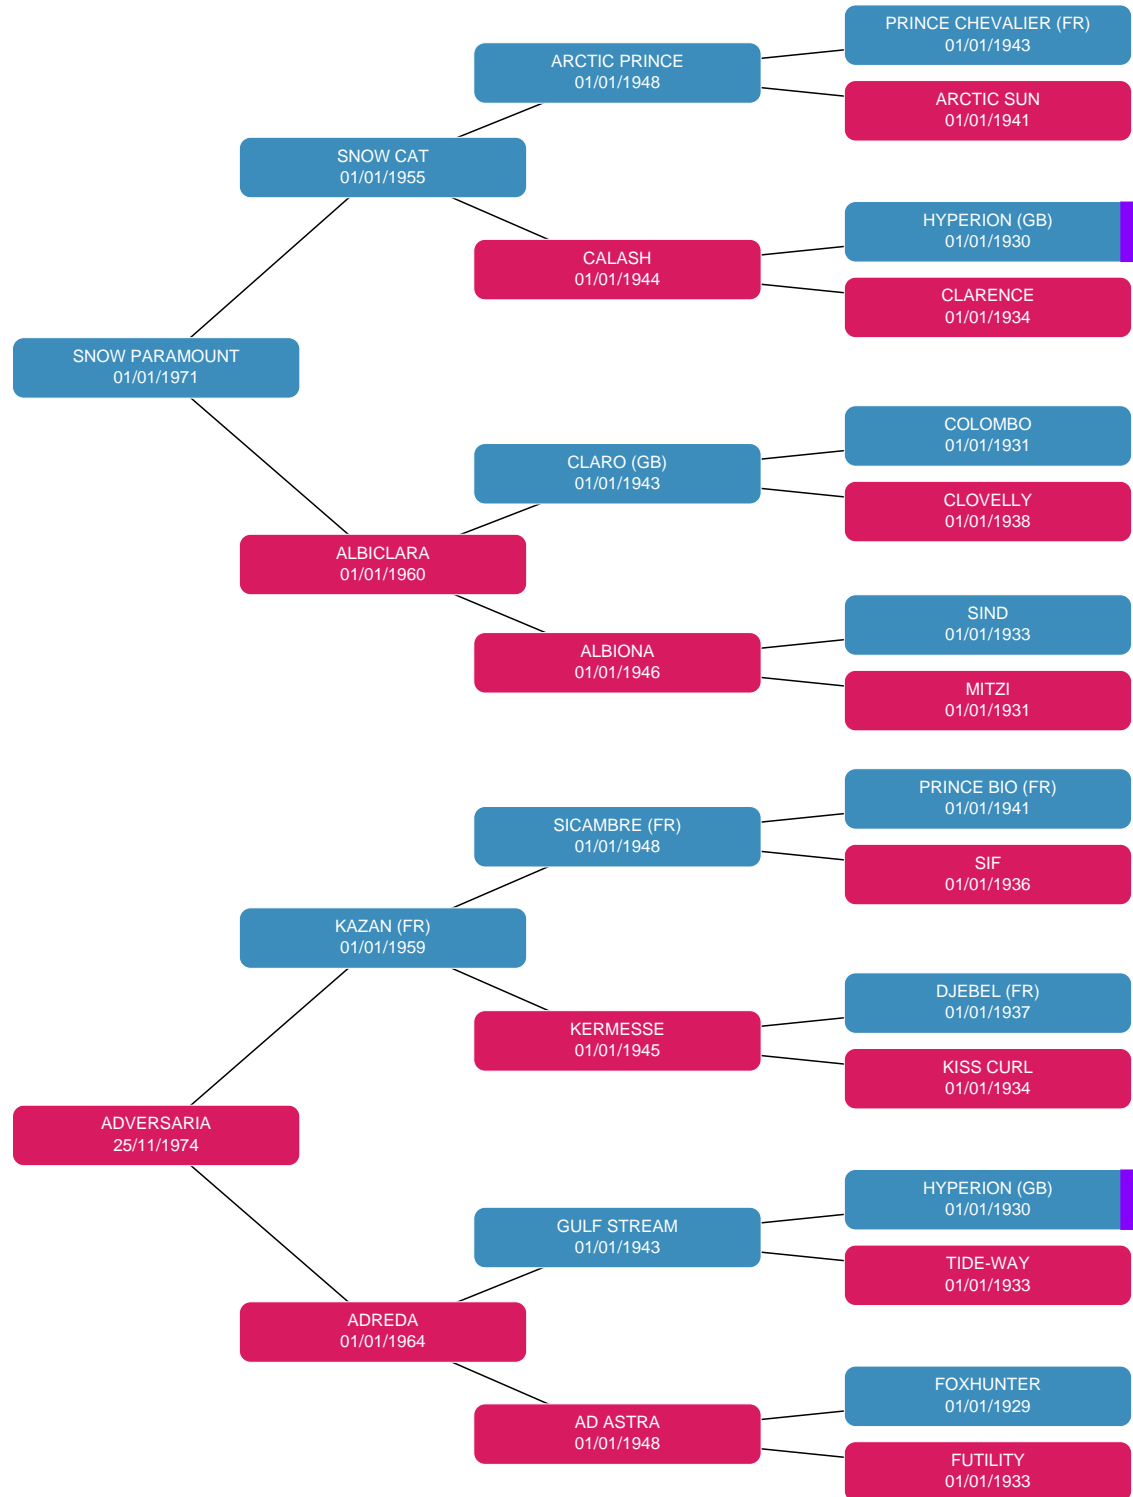 PRINCE CHEVALIER (FR)
01/01/1943
ARCTIC PRINCE
01/01/1948
ARCTIC SUN
01/01/1941
SNOW CAT
01/01/1955
HYPERION (GB)
01/01/1930
CALASH
01/01/1944
CLARENCE
01/01/1934
SNOW PARAMOUNT
01/01/1971
COLOMBO
01/01/1931
CLARO (GB)
01/01/1943
CLOVELLY
01/01/1938
ALBICLARA
01/01/1960
SIND
01/01/1933
ALBIONA
01/01/1946
MITZI
01/01/1931
PRINCE BIO (FR)
01/01/1941
SICAMBRE (FR)
01/01/1948
SIF
01/01/1936
KAZAN (FR)
01/01/1959
DJEBEL (FR)
01/01/1937
KERMESSE
01/01/1945
KISS CURL
01/01/1934
ADVERSARIA
25/11/1974
HYPERION (GB)
01/01/1930
GULF STREAM
01/01/1943
TIDE-WAY
01/01/1933
ADREDA
01/01/1964
FOXHUNTER
01/01/1929
AD ASTRA
01/01/1948
FUTILITY
01/01/1933